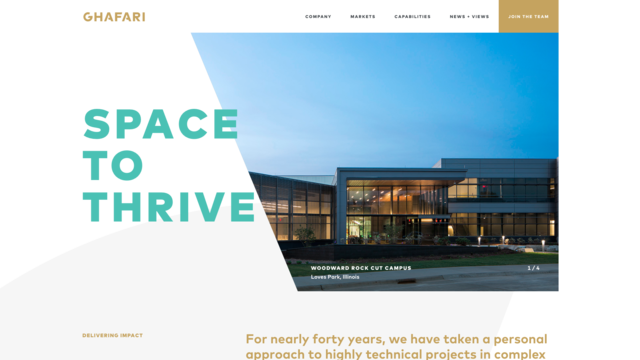 GHAFARI
COMPANY
MARKETS
CAPABILITIES
NEWS + VIEWS
JOIN THE TEAM
SPACE
TO
THRIVE
WOODWARD ROCK CUT CAMPUS
1 / 4
Loves Park, Illinois
DELIVERING IMPACT
For nearly forty years, we have taken a personal
approach to highly technical projects in complex